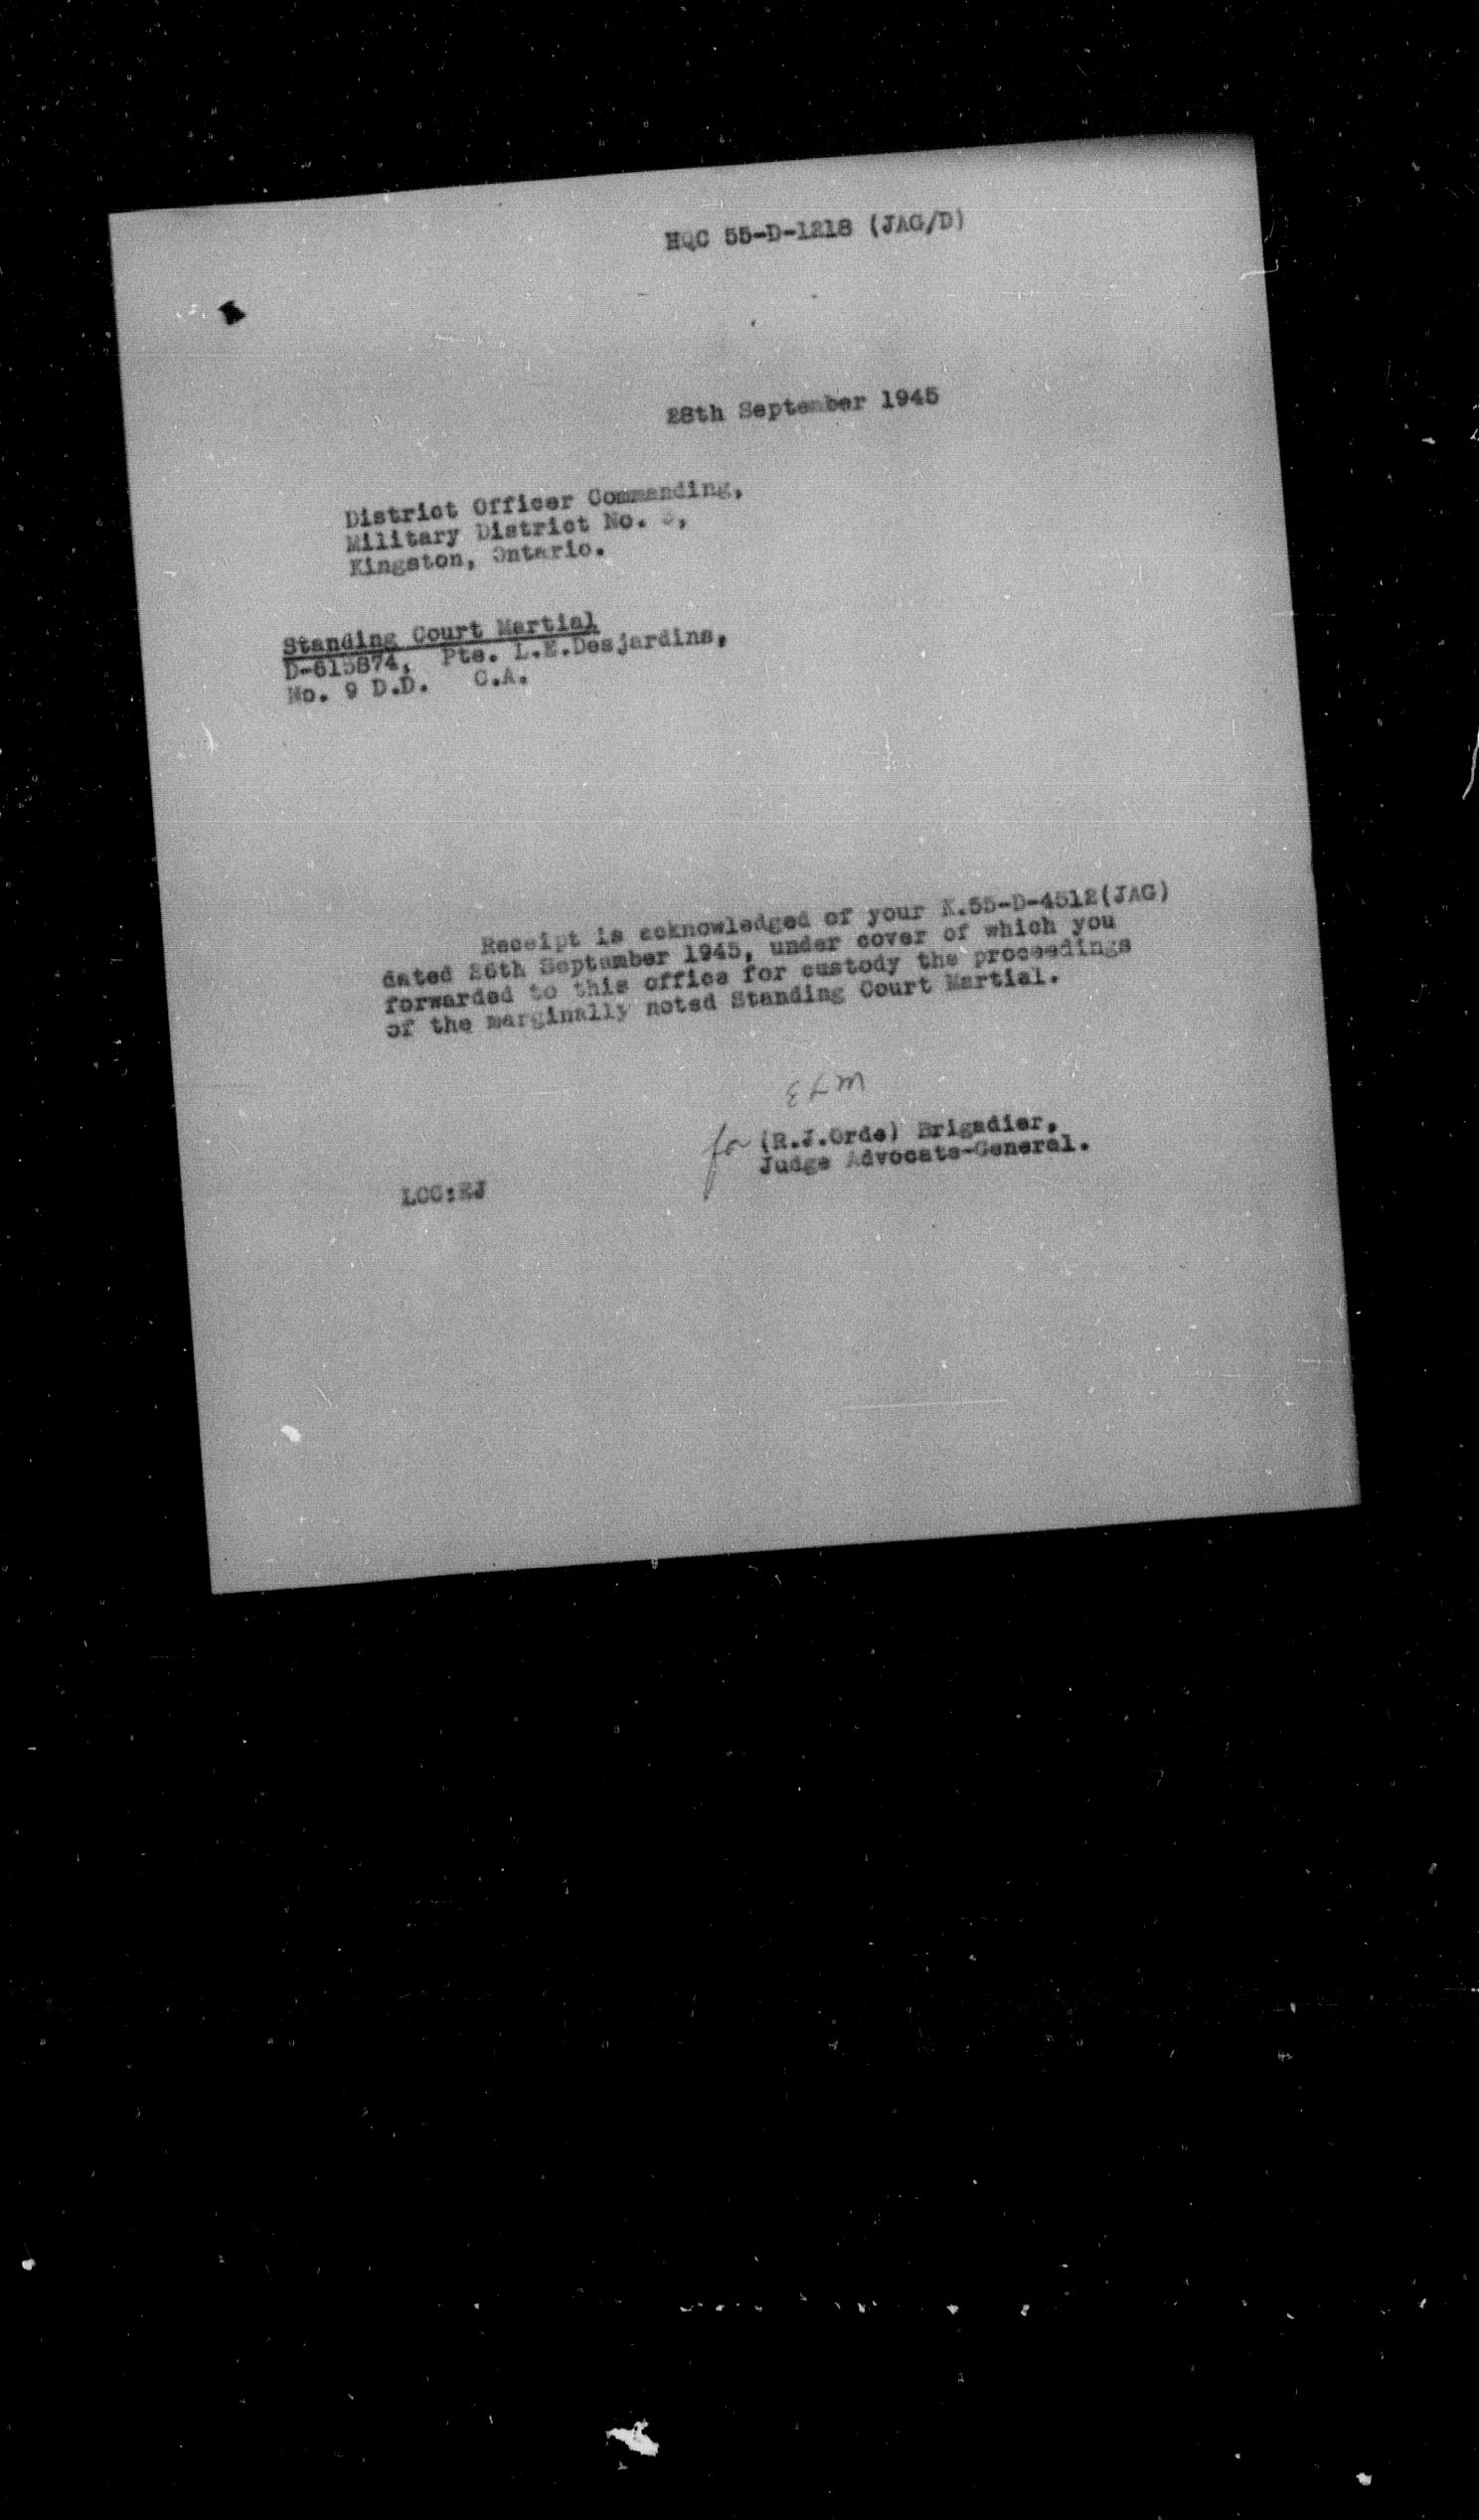 HQC 55-D-1218 (JAG/D)
28th September 1945
District Officer Commanding,
Military District No. 3,
Kingston, Ontario.
Standing Court Martial
D-615874, Pte. L.E.Desjardins,
No. 9 D.D. C.A.
Receipt is acknowledged of your K.55-D-4512(JAG)
dated 26th September 1945, under cover of which you
forwarded to this office for custody the proceedings
of the marginally noted Standing Court Martial.
ELM
for (R.J.Orde) Brigadier,
Judge Advocate-General.
LCC:EJ